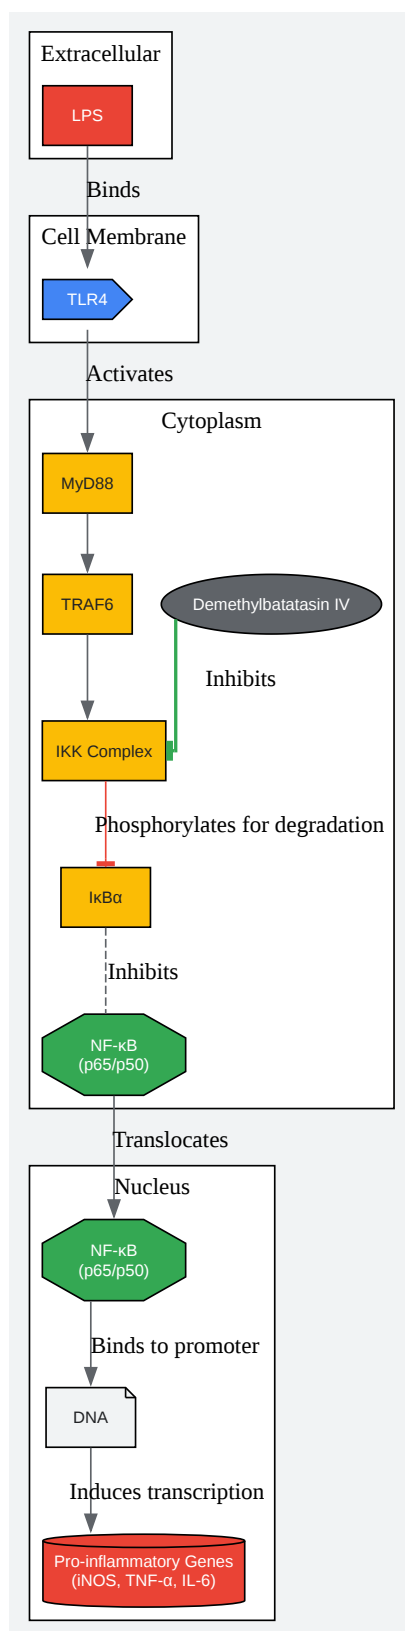 Extracellular
LPS
Binds
Cell Membrane
TLR4
Activates
Cytoplasm
MyD88
TRAF6
Demethylbatatasin IV
Inhibits
IKK Complex
Phosphorylates for degradation
IκBα
Inhibits
NF-κB
(p65/p50)
Translocates
Nucleus
NF-κB
(p65/p50)
Binds to promoter
DNA
Induces transcription
Pro-inflammatory Genes
(iNOS, TNF-α, IL-6)